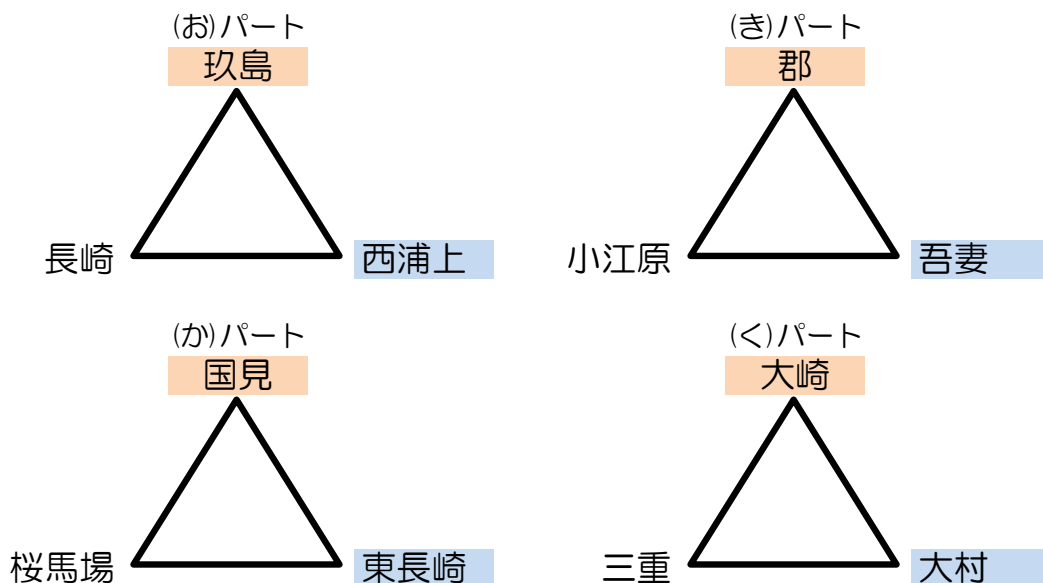 (お)パート
玖島
長崎
西浦上
(き)パート
郡
小江原
吾妻
(か)パート
国見
桜馬場
東長崎
(く)パート
大崎
三重
大村